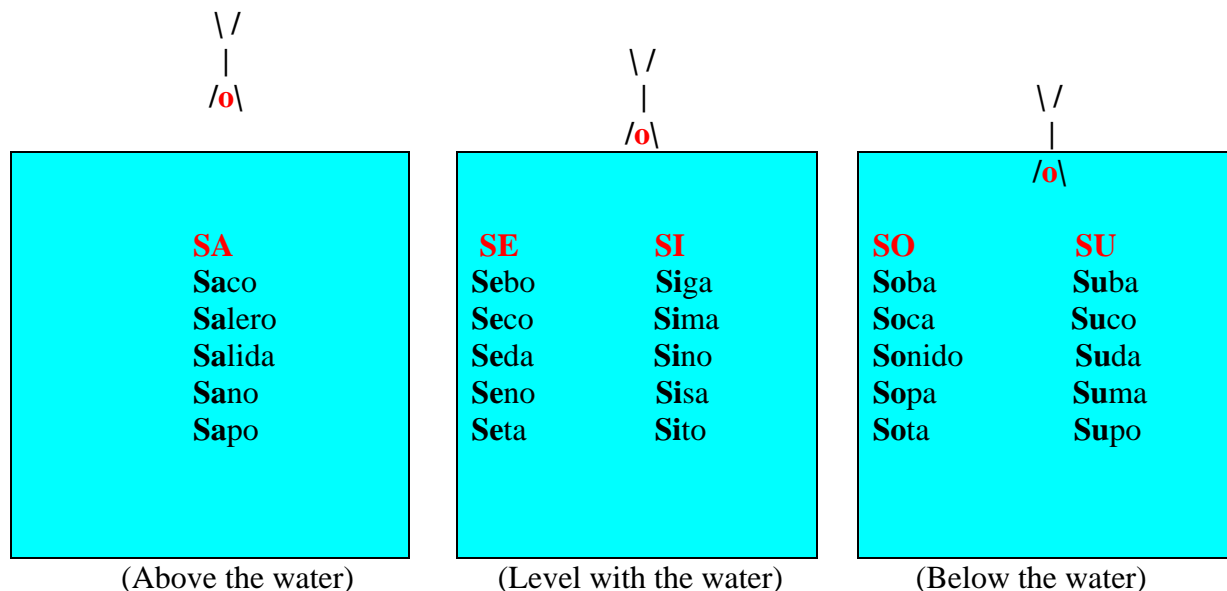 \ /
|
/o\
\ /
|
/o\
\ /
|
/o\
SA
Saco
Salero
Salida
Sano
Sapo
(Above the water)
SE SI
Sebo Siga
Seco Sima
Seda Sino
Seno Sisa
Seta Sito
(Level with the water)
SO SU
Soba Suba
Soca Suco
Sonido Suda
Sopa Suma
Sota Supo
(Below the water)